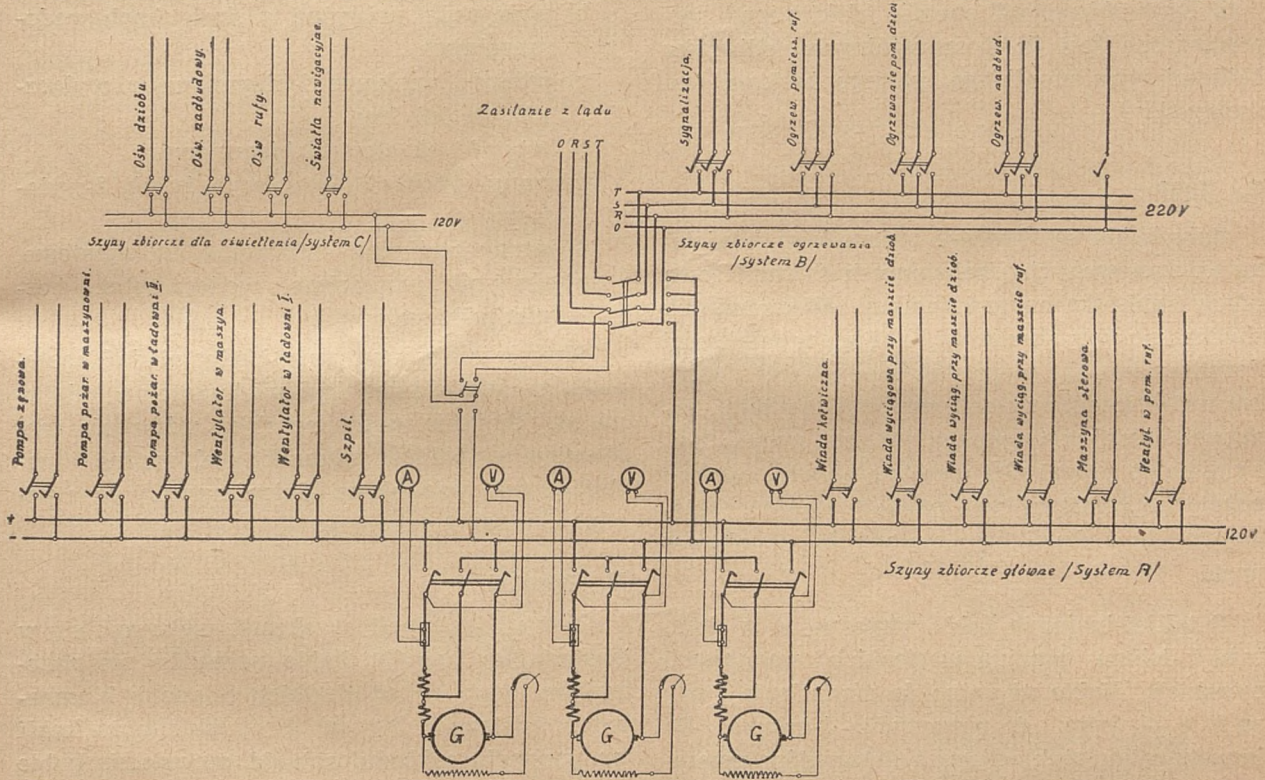 Ośw dziobu
Ośw. nadbudowy.
Ośw rufy
Światła nawigacyjne.
120V
Szyny zbiorcze dla oświetlenia/system C/
Zasilanie z lądu
O R S T
Sygnalizacja.
Ogrzew. pomiesz. ruf.
Ogrzewanie pom. dziob
Ogrzew. nadbud.
T
S
R
O
220V
Szyny zbiorcze ogrzewania
/System B/
Pompa zęzowa.
Pompa pożar w maszynowni.
Pompa pożar. w ładowni II.
Wentylator w maszyn.
Wentylator w ładowni I.
Szpil.
A
V
A
V
A
V
Winda kotwiczna.
Winda wyciągowa przy maszcie dziob.
Winda wyciąg. przy maszcie dziob.
Winda wyciąg. przy maszcie ruf.
Maszyna sterowa.
Wentyl. w pom. ruf.
+
-
120V
Szyny zbiorcze główne /System A/
G
G
G